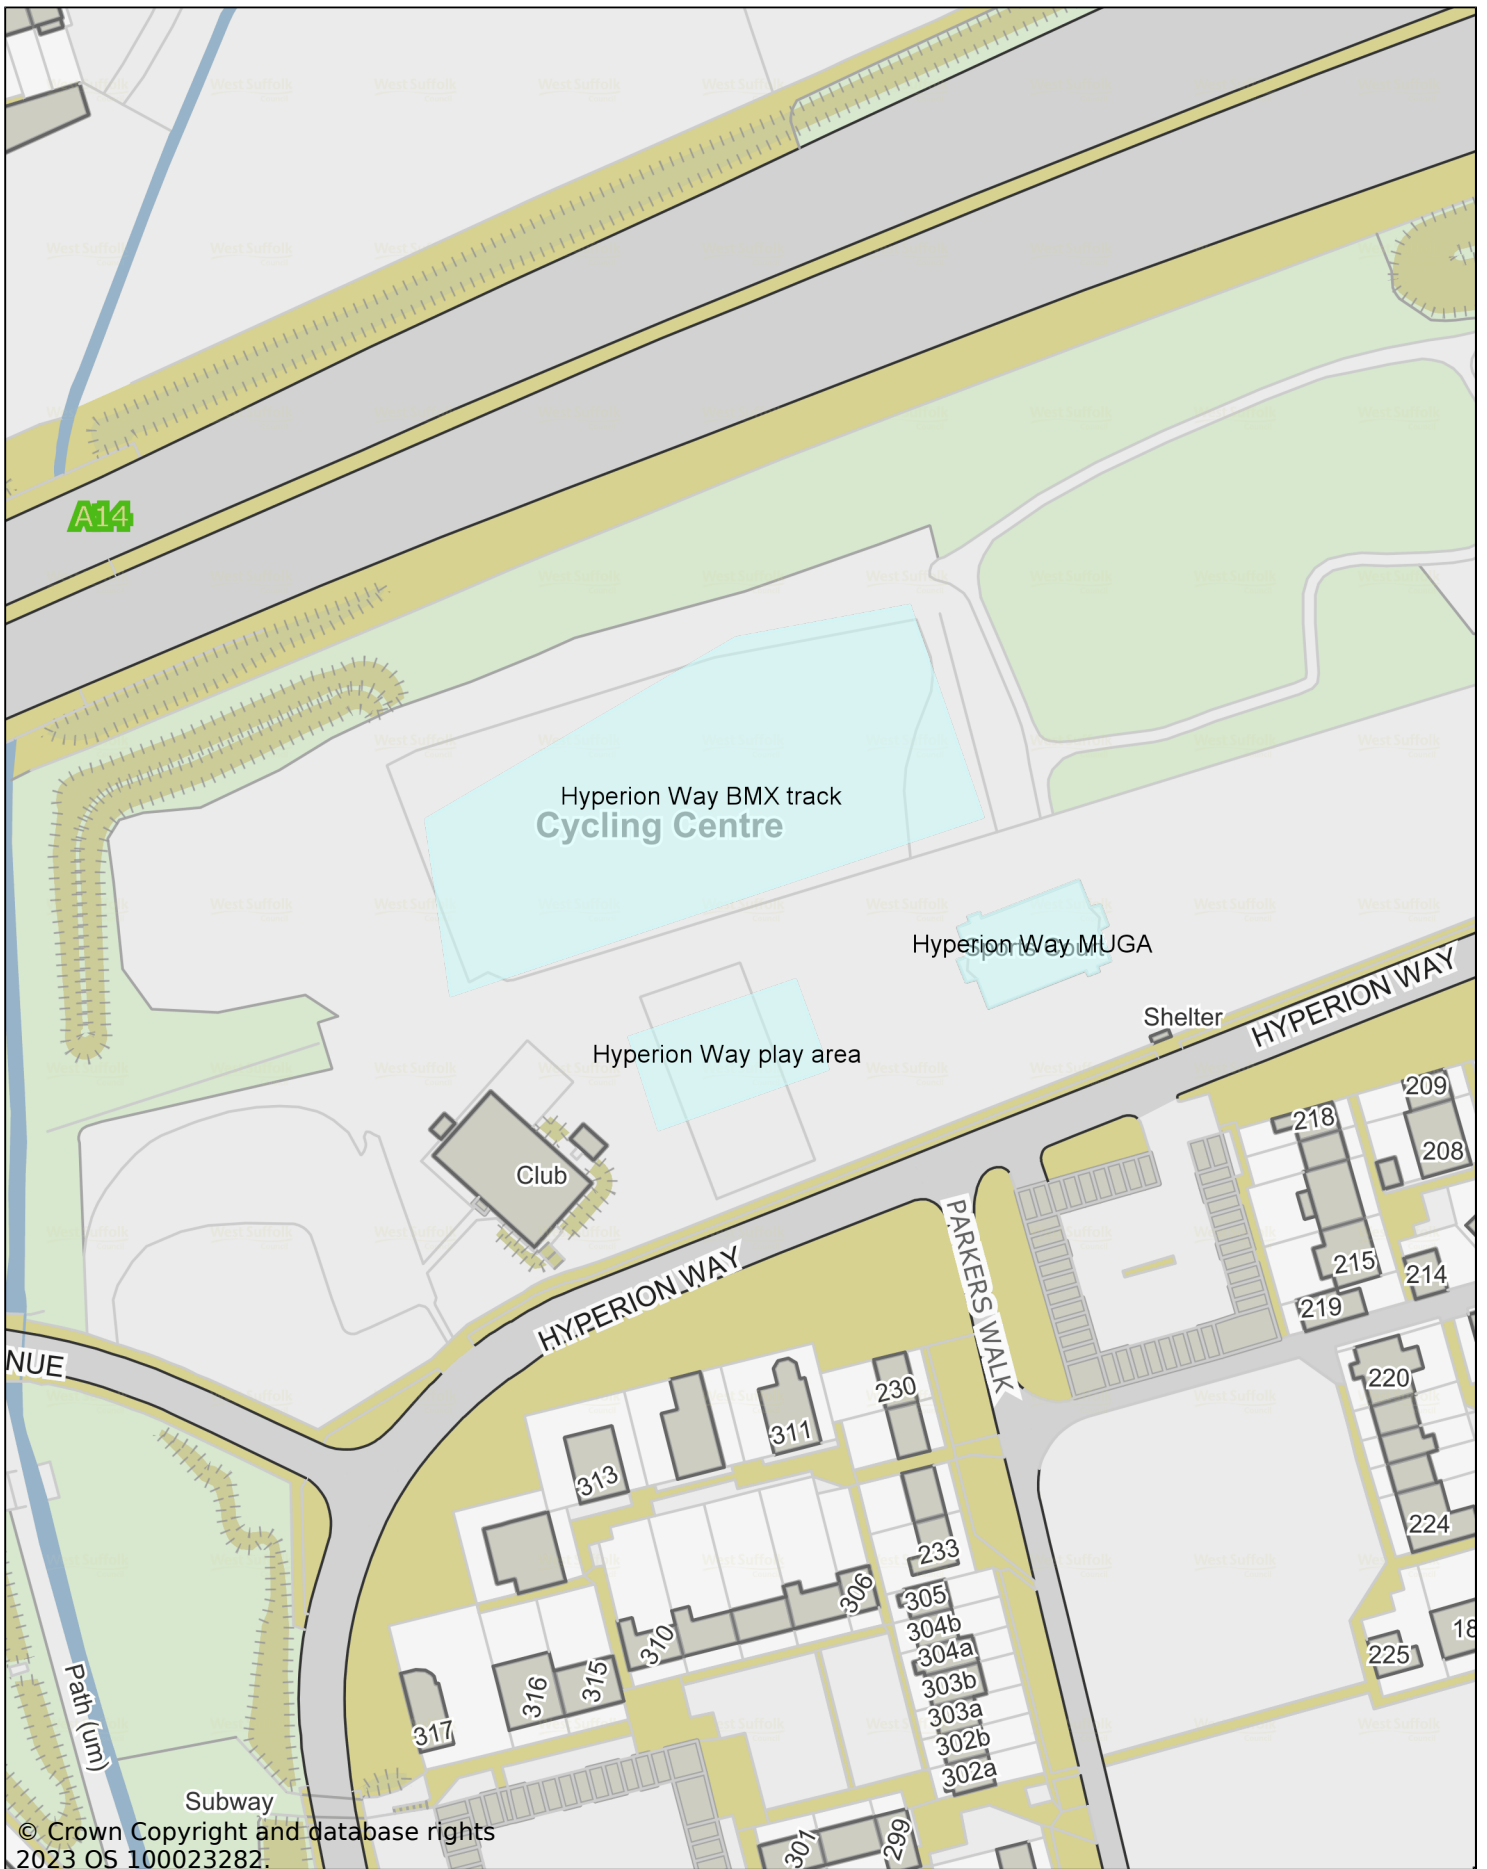 A14
Hyperion Way BMX track
Cycling Centre
Hyperion Way MUGA
Sports Court
Shelter
HYPERION WAY
Hyperion Way play area
209
218
208
Club
PARKERS WALK
HYPERION WAY
215
214
219
NUE
220
230
311
313
224
233
306
305
304b
310
304a
225
18
303b
316
315
303a
317
302b
302a
Path (um)
Subway
301
299
© Crown Copyright and database rights
2023 OS 100023282.
West Suffolk